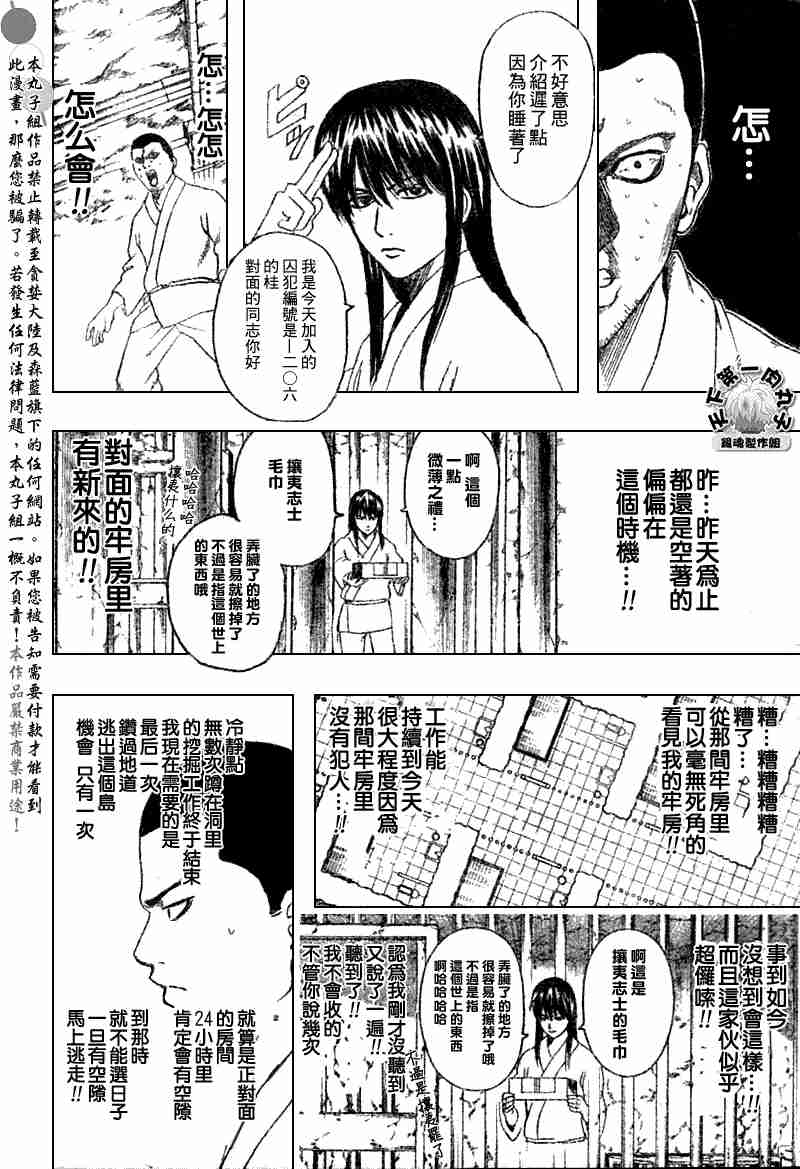 怎…
不好意思
介紹遲了點
因為你睡著了
ピッ
我是今天加入的
囚犯編號是一二〇六
的桂
對面的同志你好
怎…怎怎
怎么會!!
天下第一肉丸子
銀魂製作組
昨…昨天爲止
都還是空著的
偏偏在
這個時機…!!
啊 這個
一點
微薄之禮…
攘夷志士
毛巾
弄臟了的地方
很容易就擦掉了
不過是指這個世上
的東西哦
哈哈哈哈
攘夷什么的
對面的牢房里
有新來的!!
糟…糟糟糟
糟了…
從那間牢房里
可以毫無死角的
看見我的牢房!!
工作能
持續到今天
很大程度因爲
那間牢房里
沒有犯人…!!
事到如今
沒想到會這樣…
而且這家伙似乎
超儸嗦!!
啊這是
攘夷志士的毛巾
弄臟了的地方
很容易就擦掉了哦
不過是指
這個世上的東西
啊哈哈哈哈
不過是攘夷罷了
認爲我剛才沒聽到
又說了一遍!!
聽到了!!
我不會收的
不管你說幾次
冷靜點
無數次蹲在洞里
的挖掘工作終于結束
我現在需要的是
最后一次
鑽過地道
逃出這個島
機會 只有一次
就算是正對面
的房間
24小時里
肯定會有空隙
到那時
就不能選日子
一旦有空隙
馬上逃走!!
本丸子組作品禁止轉載至貪婪大陸及森藍旗下的任何網站。如果您被告知需要付款才能看到
此漫畫，那麼您被騙了。若發生任何法律問題，本丸子組一概不負責！本作品嚴禁商業用途！